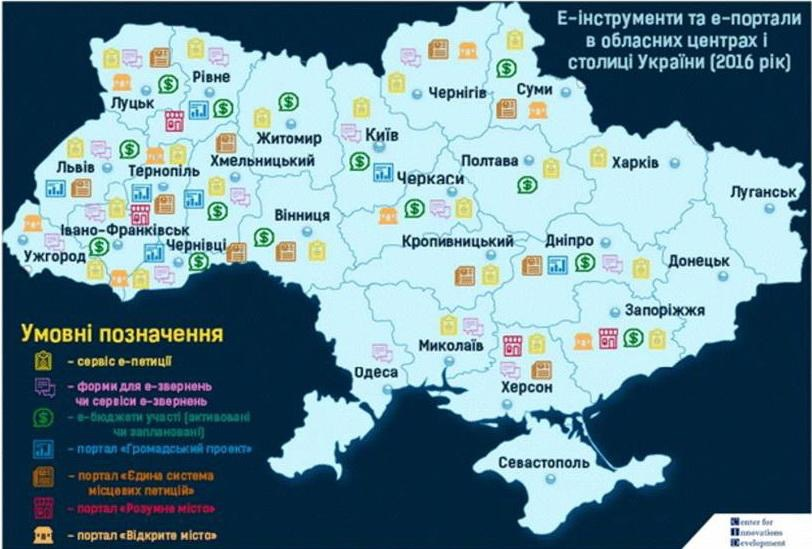 Е-інструменти та е-портали
в обласних центрах і
столиці України (2016 рік)
Луцьк
Рівне
Житомир
Київ
Чернігів
Суми
Львів
Тернопіль
Хмельницький
Черкаси
Полтава
Харків
Луганськ
Івано-Франківськ
Вінниця
Ужгород
Чернівці
Кропивницький
Дніпро
Донецьк
Запоріжжя
Миколаїв
Одеса
Херсон
Севастополь
Умовні позначення
– сервіс е-петиції
– форми для е-звернень
чи сервіси е-звернень
– е-бюджети участі (активовані
чи заплановані)
– портал «Громадський проект»
– портал «Єдина система
місцевих петицій»
– портал «Розумне місто»
– портал «Відкрите місто»
Center for
Innovations
Development